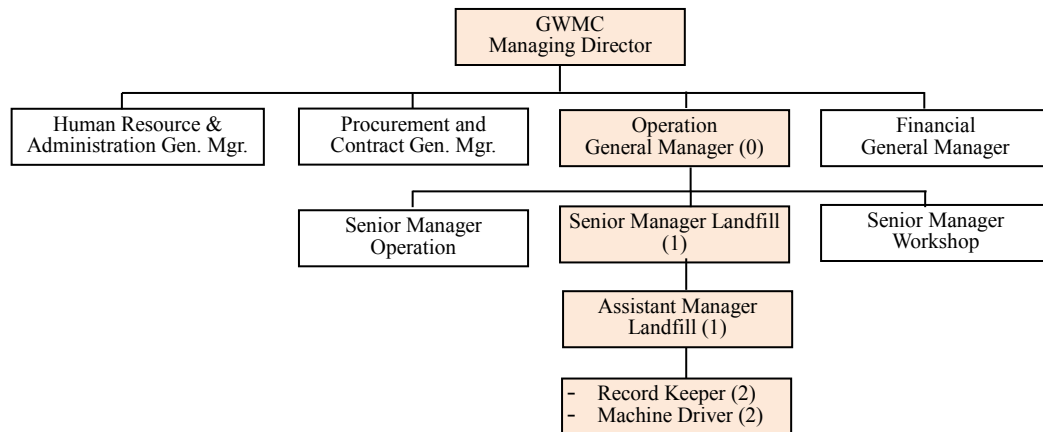 GWMC
Managing Director
Human Resource &
Administration Gen. Mgr.
Procurement and
Contract Gen. Mgr.
Operation
General Manager (0)
Financial
General Manager
Senior Manager
Operation
Senior Manager Landfill
(1)
Senior Manager
Workshop
Assistant Manager
Landfill (1)
- Record Keeper (2)
- Machine Driver (2)